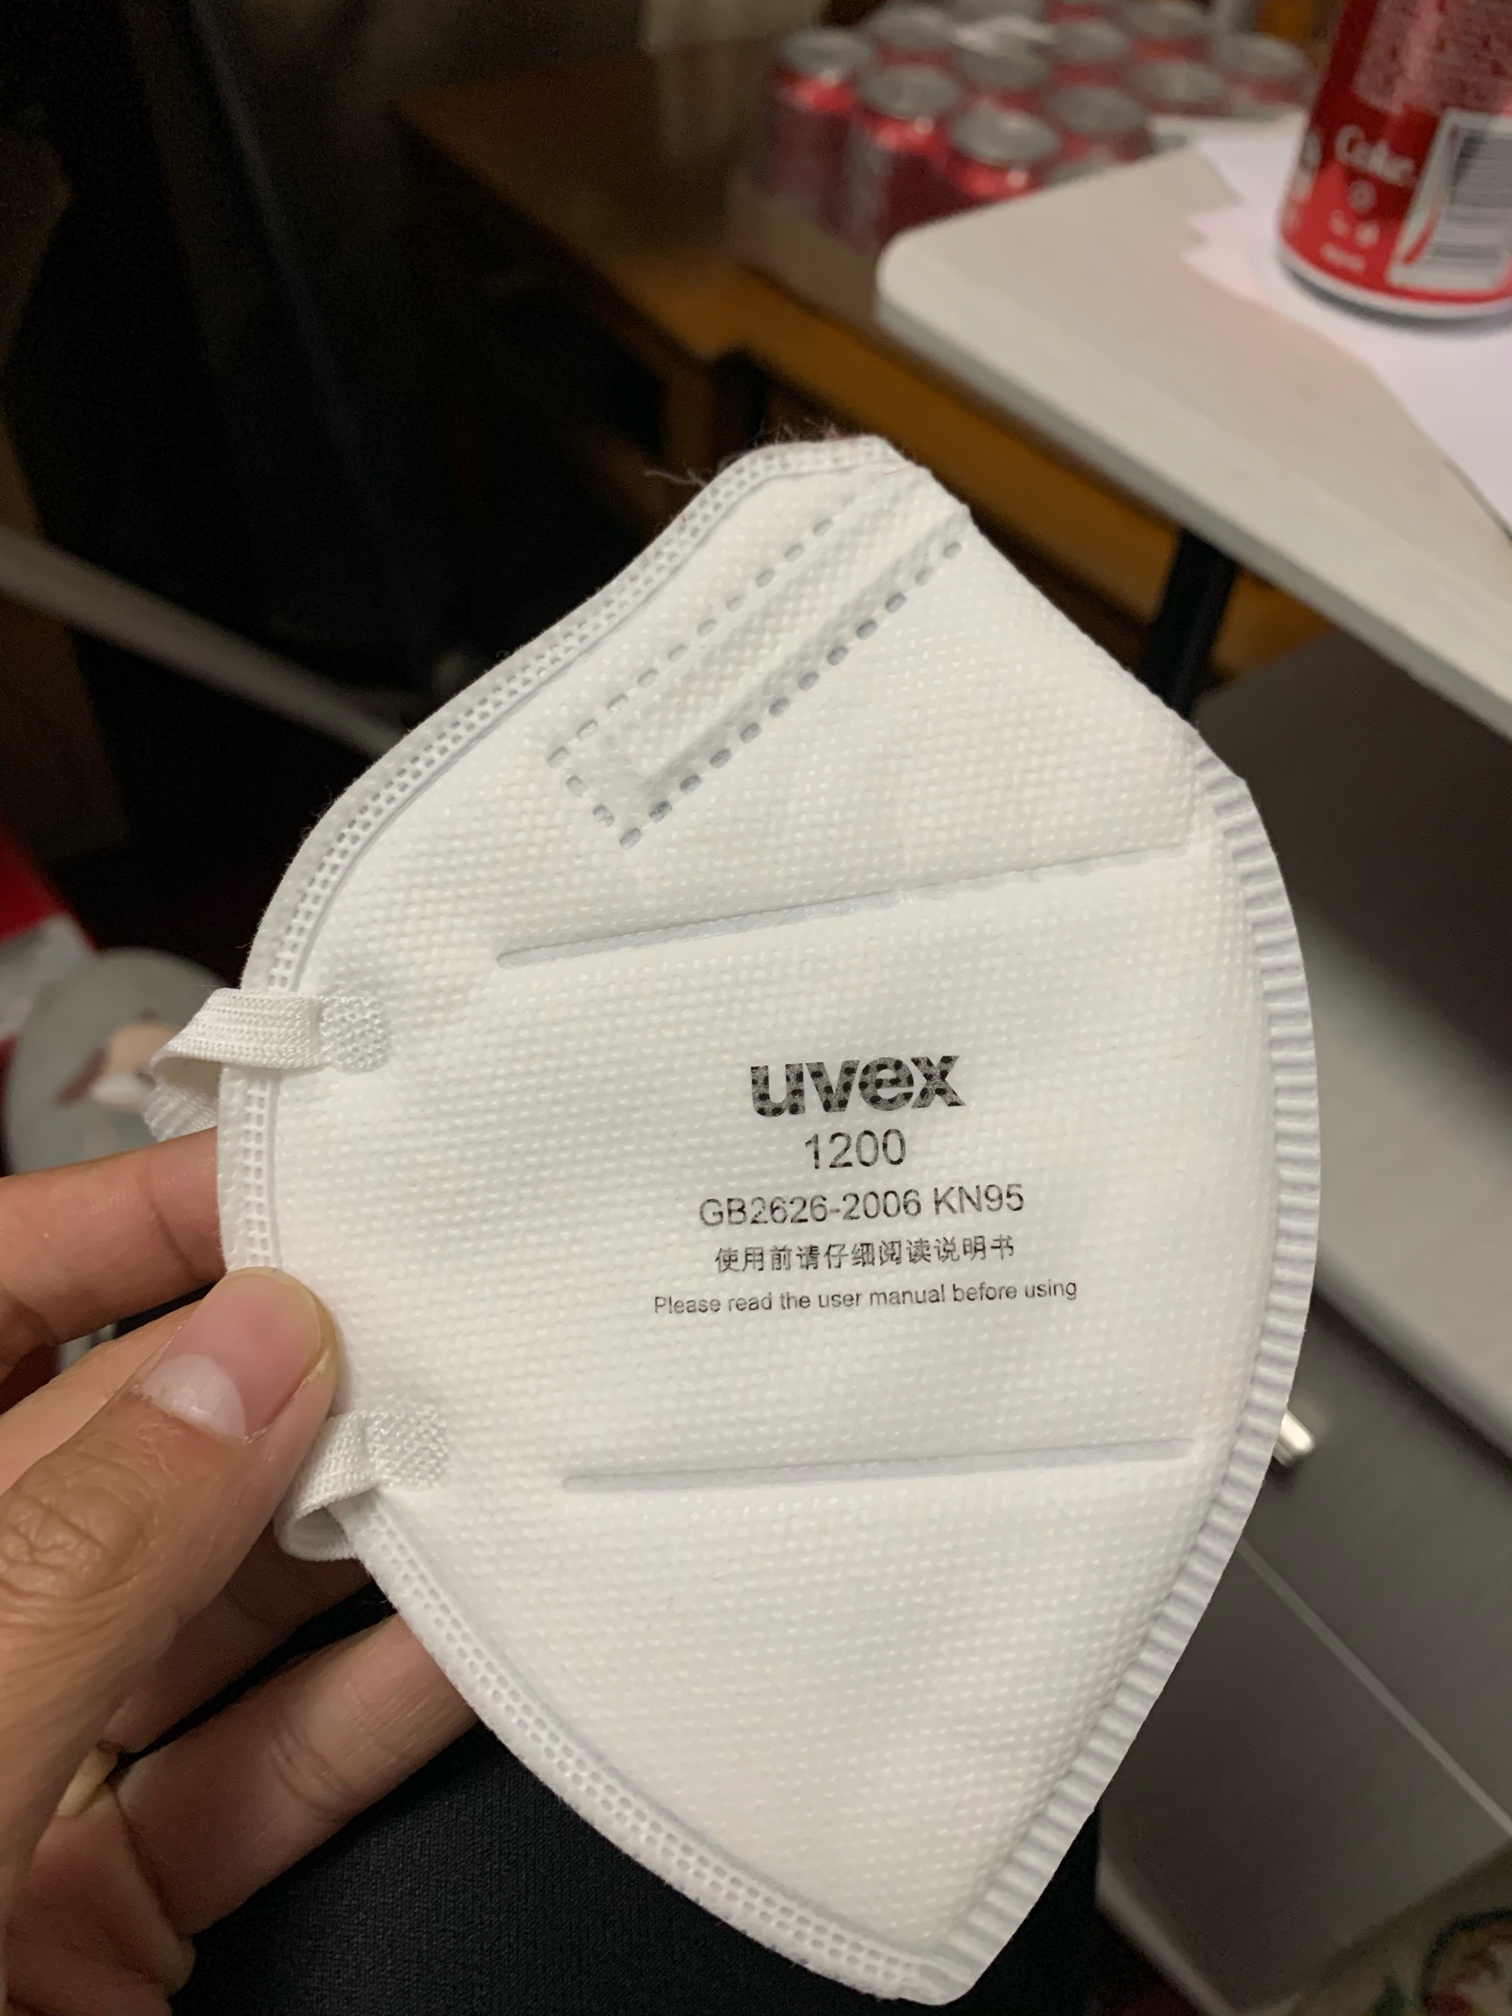 Coke
uvex
1200
GB2626-2006 KN95
使用前请仔细阅读说明书
Please read the user manual before using